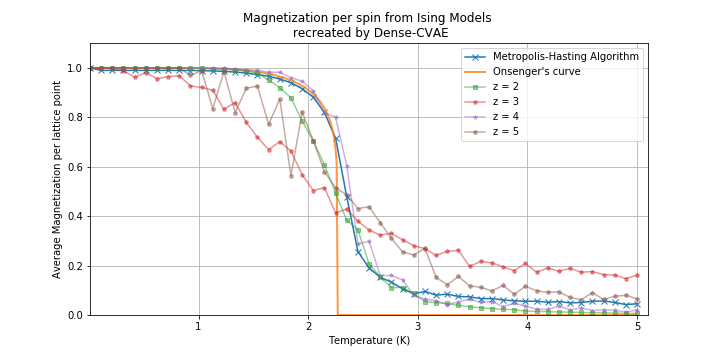 Magnetization per spin from Ising Models
recreated by Dense-CVAE
Average Magnetization per lattice point
1.0
0.8
0.6
0.4
0.2
0.0
Metropolis-Hasting Algorithm
Onsenger's curve
z = 2
z = 3
z = 4
z = 5
1
2
3
4
5
Temperature (K)